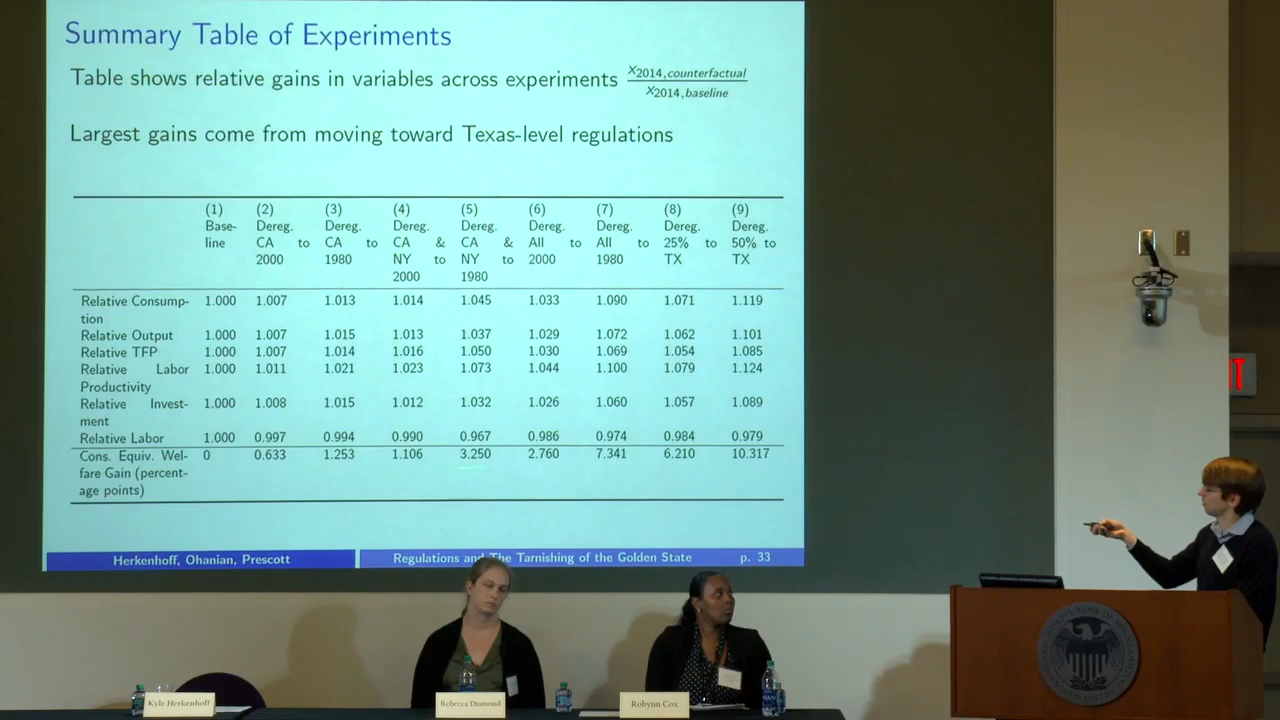 Summary Table of Experiments
Table shows relative gains in variables across experiments x2014,counterfactual / x2014,baseline
Largest gains come from moving toward Texas-level regulations
(1) (2) (3) (4) (5) (6) (7) (8) (9)
Base- Dereg. Dereg. Dereg. Dereg. Dereg. Dereg. Dereg. Dereg.
line CA to CA to CA & CA & All to All to 25% to 50% to
2000 1980 NY to NY to 2000 1980 TX TX
2000 1980
Relative Consump- 1.000 1.007 1.013 1.014 1.045 1.033 1.090 1.071 1.119
tion
Relative Output 1.000 1.007 1.015 1.013 1.037 1.029 1.072 1.062 1.101
Relative TFP 1.000 1.007 1.014 1.016 1.050 1.030 1.069 1.054 1.085
Relative Labor 1.000 1.011 1.021 1.023 1.073 1.044 1.100 1.079 1.124
Productivity
Relative Invest- 1.000 1.008 1.015 1.012 1.032 1.026 1.060 1.057 1.089
ment
Relative Labor 1.000 0.997 0.994 0.990 0.967 0.986 0.974 0.984 0.979
Cons. Equiv. Wel- 0 0.633 1.253 1.106 3.250 2.760 7.341 6.210 10.317
fare Gain (percent-
age points)
Herkenhoff, Ohanian, Prescott
Regulations and The Tarnishing of the Golden State p. 33
Kyle Herkenhoff
Rebecca Diamond
Robynn Cox